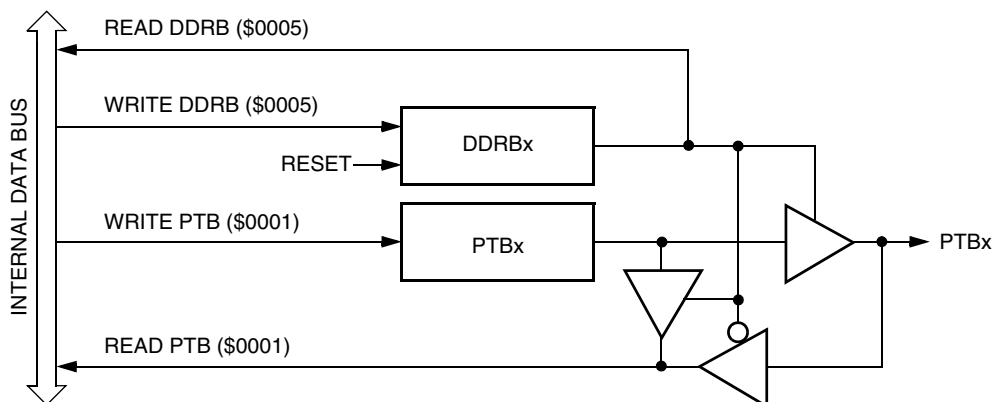 READ DDRB ($0005)
WRITE DDRB ($0005)
DDRBx
RESET
WRITE PTB ($0001)
PTBx
PTBx
READ PTB ($0001)
INTERNAL DATA BUS